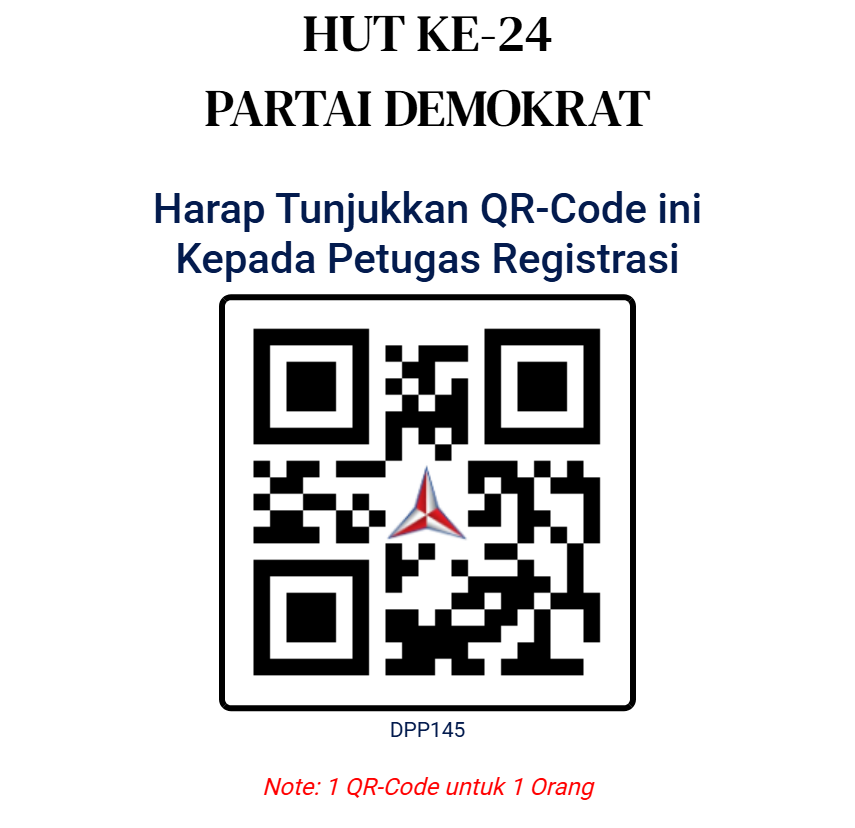 HUT KE-24
PARTAI DEMOKRAT
Harap Tunjukkan QR-Code ini
Kepada Petugas Registrasi
DPP145
Note: 1 QR-Code untuk 1 Orang